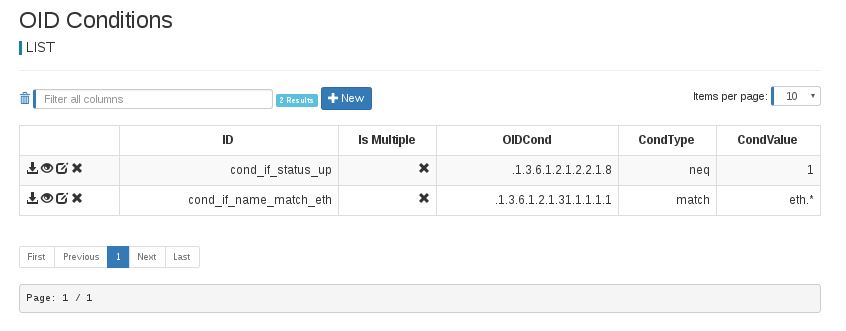 OID Conditions
LIST
Filter all columns 2 Results New Items per page: 10
ID Is Multiple OIDCond CondType CondValue
cond_if_status_up .1.3.6.1.2.1.2.2.1.8 neq 1
cond_if_name_match_eth .1.3.6.1.2.1.31.1.1.1.1 match eth.*
First Previous 1 Next Last
Page: 1 / 1